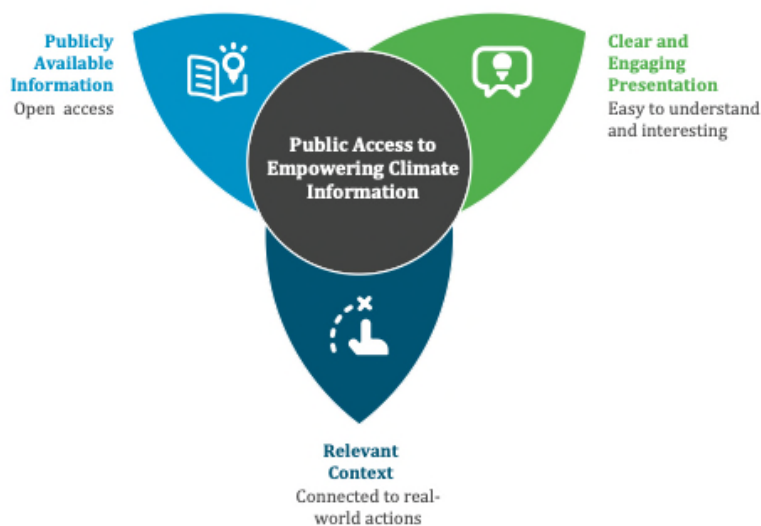 Publicly
Available
Information
Open access
Clear and
Engaging
Presentation
Easy to understand
and interesting
Public Access to
Empowering Climate
Information
Relevant
Context
Connected to real-
world actions